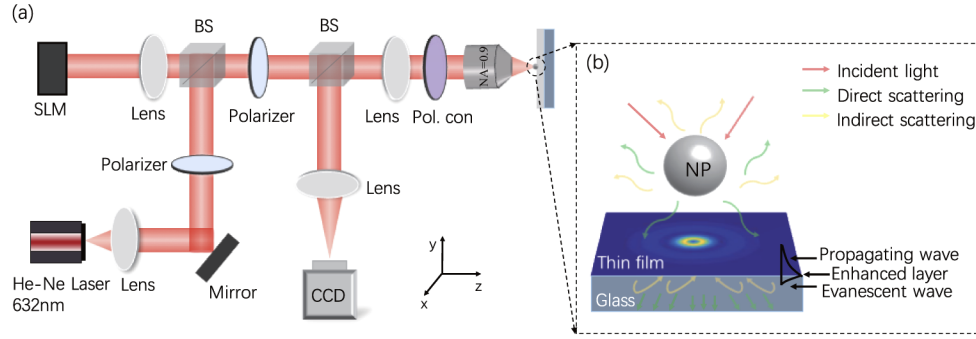 (a)
BS
BS
SLM
Lens
Polarizer
Lens
Pol. con
NA=0.9
Polarizer
Lens
He-Ne Laser
632nm
Lens
Mirror
CCD
y
z
x
(b)
Incident light
Direct scattering
Indirect scattering
NP
Thin film
Glass
Propagating wave
Enhanced layer
Evanescent wave